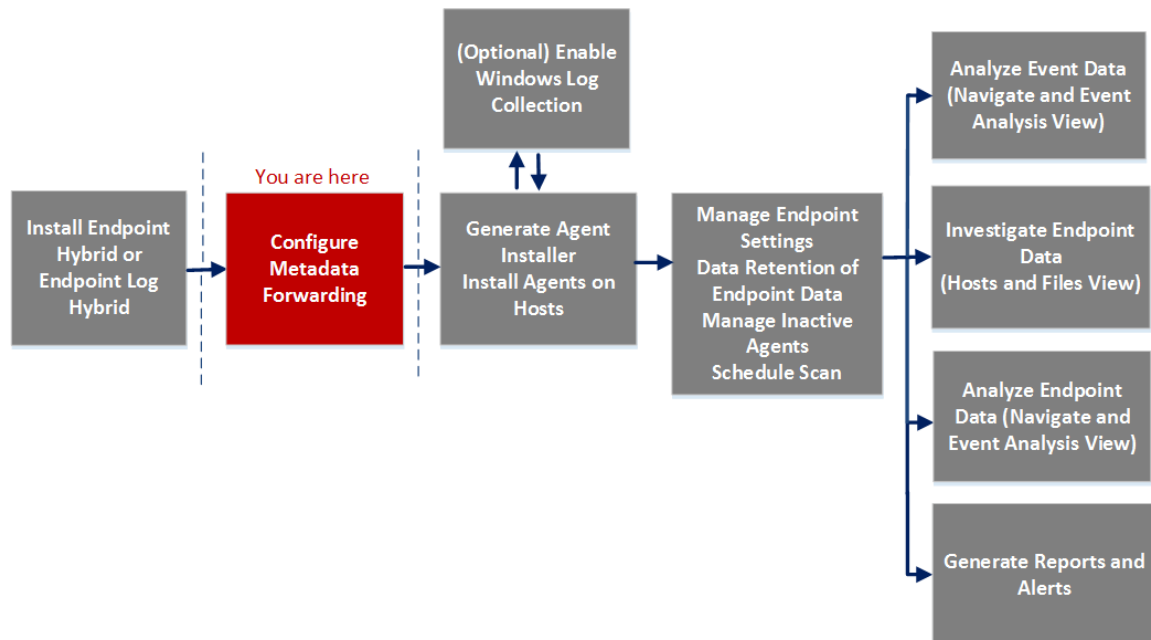 (Optional) Enable
Windows Log
Collection
Analyze Event Data
(Navigate and Event
Analysis View)
You are here
Install Endpoint
Hybrid or
Endpoint Log
Hybrid
Configure
Metadada
Forwarding
Generate Agent
Installer
Install Agents on
Hosts
Manage Endpoint
Settings
Data Retention of
Endpoint Data
Manage Inactive
Agents
Schedule Scan
Investigate Endpoint
Data
(Hosts and Files View)
Analyze Endpoint
Data (Navigate and
Event Analysis View)
Generate Reports and
Alerts